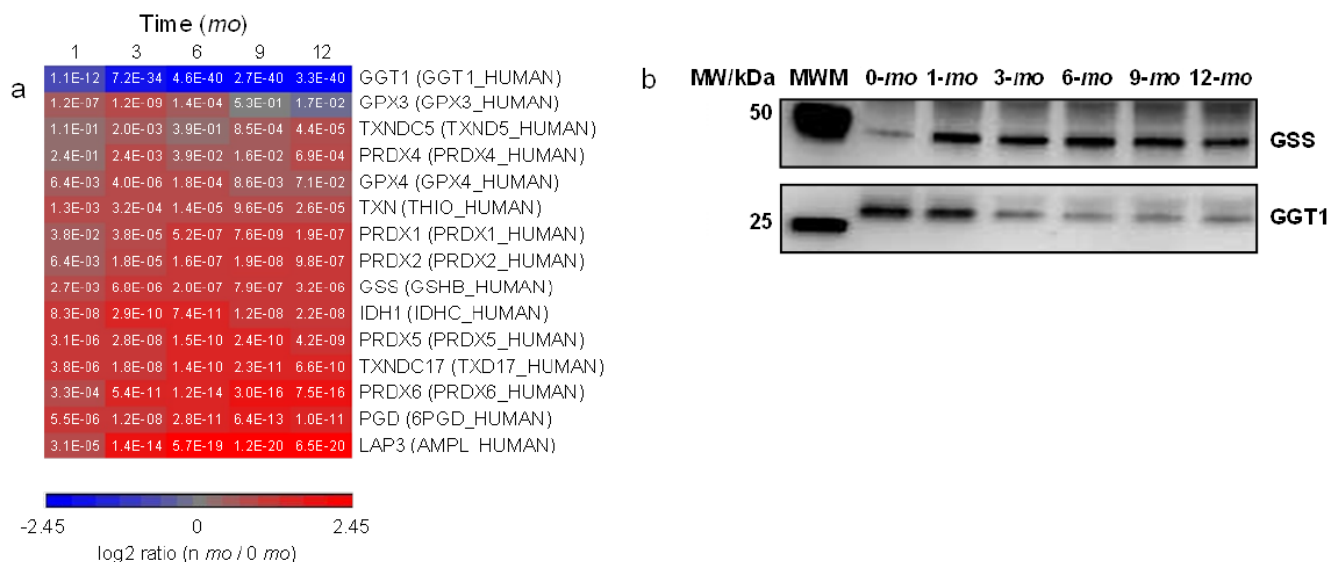 a
Time (mo)
1 3 6 9 12
1.1E-12 7.2E-34 4.6E-40 2.7E-40 3.3E-40 GGT1 (GGT1_HUMAN)
1.2E-07 1.2E-09 1.4E-04 5.3E-01 1.7E-02 GPX3 (GPX3_HUMAN)
1.1E-01 2.0E-03 3.9E-01 8.5E-04 4.4E-05 TXNDC5 (TXND5_HUMAN)
2.4E-01 2.4E-03 3.9E-02 1.6E-02 6.9E-04 PRDX4 (PRDX4_HUMAN)
6.4E-03 4.0E-06 1.8E-04 8.6E-03 7.1E-02 GPX4 (GPX4_HUMAN)
1.3E-03 3.2E-04 1.4E-05 9.6E-05 2.6E-05 TXN (THIO_HUMAN)
3.8E-02 3.8E-05 5.2E-07 7.6E-09 1.9E-07 PRDX1 (PRDX1_HUMAN)
6.4E-03 1.8E-05 1.6E-07 1.9E-08 9.8E-07 PRDX2 (PRDX2_HUMAN)
2.7E-03 6.8E-06 2.0E-07 7.9E-07 3.2E-06 GSS (GSHB_HUMAN)
8.3E-08 2.9E-10 7.4E-11 1.2E-08 2.2E-08 IDH1 (IDHC_HUMAN)
3.1E-06 2.8E-08 1.5E-10 2.4E-10 4.2E-09 PRDX5 (PRDX5_HUMAN)
3.8E-06 1.8E-08 1.4E-10 2.3E-11 6.6E-10 TXNDC17 (TXD17_HUMAN)
3.3E-04 5.4E-11 1.2E-14 3.0E-16 7.5E-16 PRDX6 (PRDX6_HUMAN)
5.5E-06 1.2E-08 2.8E-11 6.4E-13 1.0E-11 PGD (6PGD_HUMAN)
3.1E-05 1.4E-14 5.7E-19 1.2E-20 6.5E-20 LAP3 (AMPL_HUMAN)
-2.45 0 2.45
log2 ratio (n mo / 0 mo)
b
MW/kDa MWM 0-mo 1-mo 3-mo 6-mo 9-mo 12-mo
50
GSS
25
GGT1